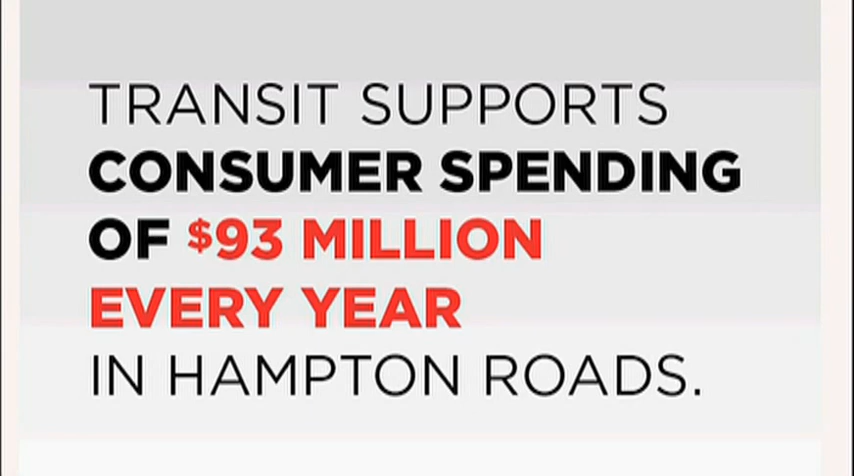 TRANSIT SUPPORTS
CONSUMER SPENDING
OF $93 MILLION
EVERY YEAR
IN HAMPTON ROADS.